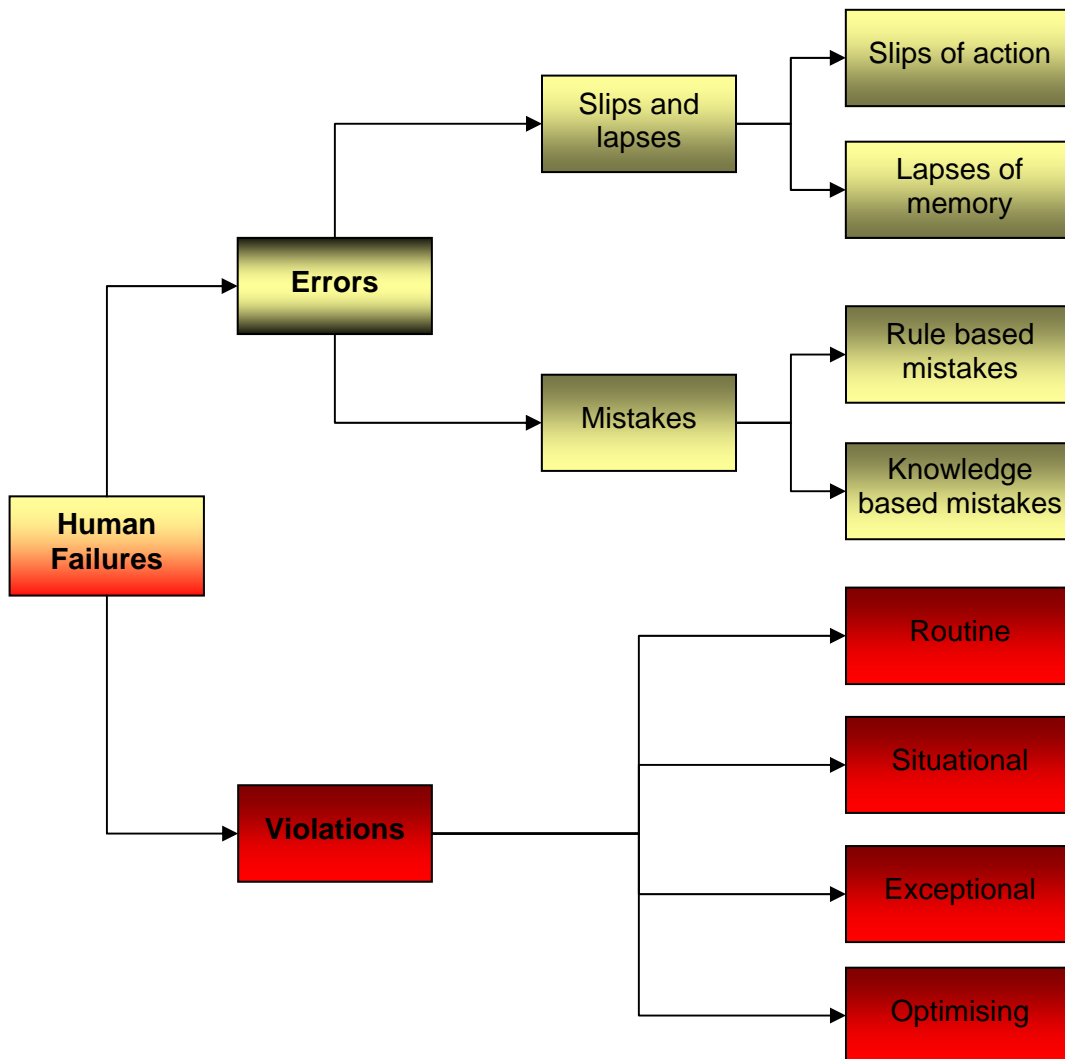 Slips of action
Slips and
lapses
Lapses of
memory
Errors
Rule based
mistakes
Mistakes
Knowledge
based mistakes
Human
Failures
Routine
Situational
Violations
Exceptional
Optimising